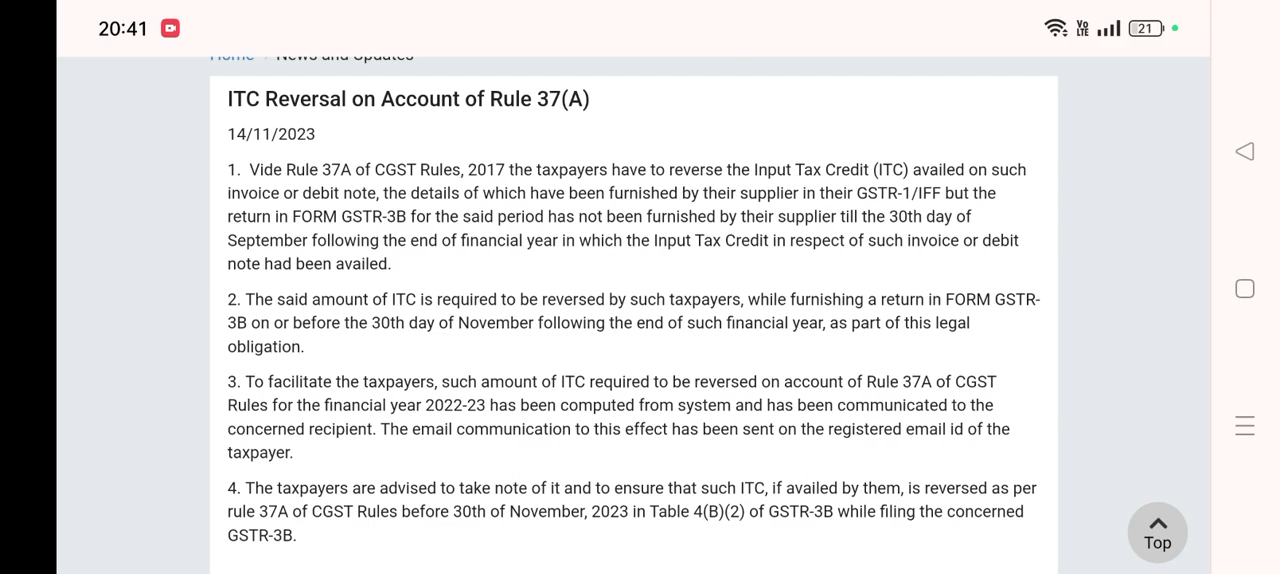 20:41
Vo
LTE
21
Home News and Updates
ITC Reversal on Account of Rule 37(A)
14/11/2023
1. Vide Rule 37A of CGST Rules, 2017 the taxpayers have to reverse the Input Tax Credit (ITC) availed on such
invoice or debit note, the details of which have been furnished by their supplier in their GSTR-1/IFF but the
return in FORM GSTR-3B for the said period has not been furnished by their supplier till the 30th day of
September following the end of financial year in which the Input Tax Credit in respect of such invoice or debit
note had been availed.
2. The said amount of ITC is required to be reversed by such taxpayers, while furnishing a return in FORM GSTR-
3B on or before the 30th day of November following the end of such financial year, as part of this legal
obligation.
3. To facilitate the taxpayers, such amount of ITC required to be reversed on account of Rule 37A of CGST
Rules for the financial year 2022-23 has been computed from system and has been communicated to the
concerned recipient. The email communication to this effect has been sent on the registered email id of the
taxpayer.
4. The taxpayers are advised to take note of it and to ensure that such ITC, if availed by them, is reversed as per
rule 37A of CGST Rules before 30th of November, 2023 in Table 4(B)(2) of GSTR-3B while filing the concerned
GSTR-3B.
Top